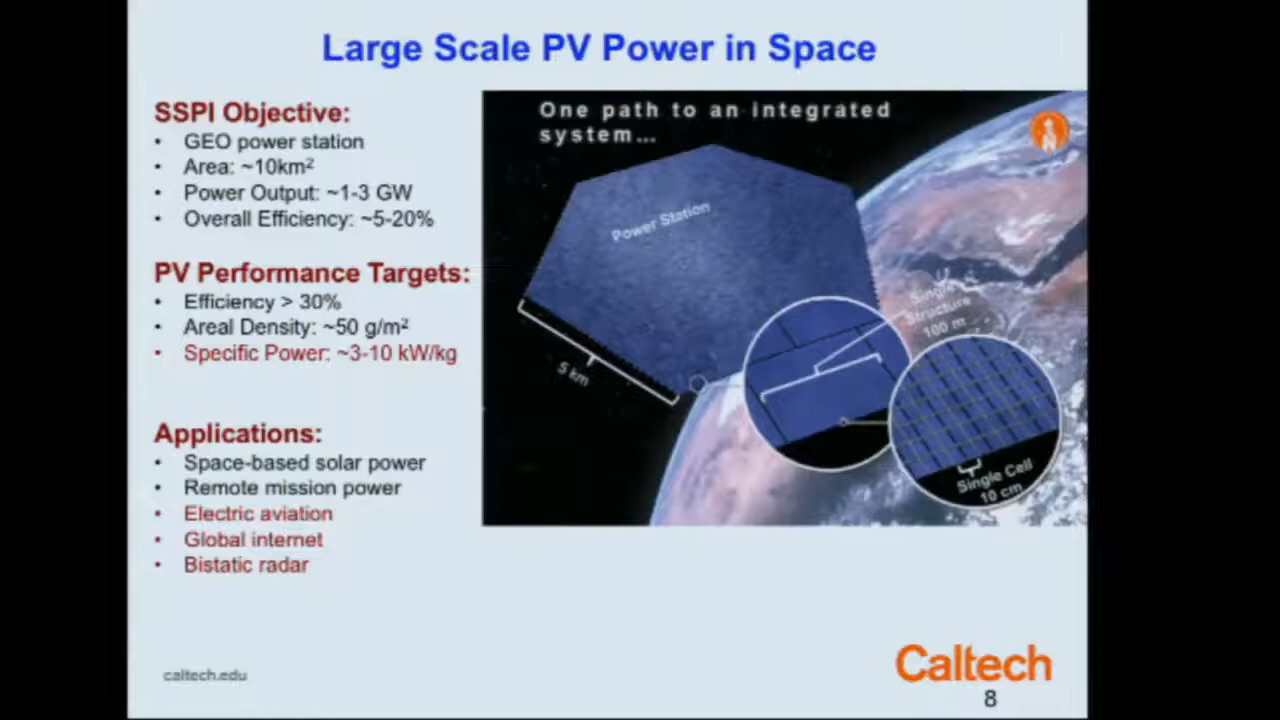 Large Scale PV Power in Space
SSPI Objective:
• GEO power station
• Area: ~10km²
• Power Output: ~1-3 GW
• Overall Efficiency: ~5-20%
PV Performance Targets:
• Efficiency > 30%
• Areal Density: ~50 g/m²
• Specific Power: ~3-10 kW/kg
Applications:
• Space-based solar power
• Remote mission power
• Electric aviation
• Global internet
• Bistatic radar
One path to an integrated
system...
Power Station
5 km
Single
Structure
100 m
Single Cell
10 cm
caltech.edu
Caltech
8